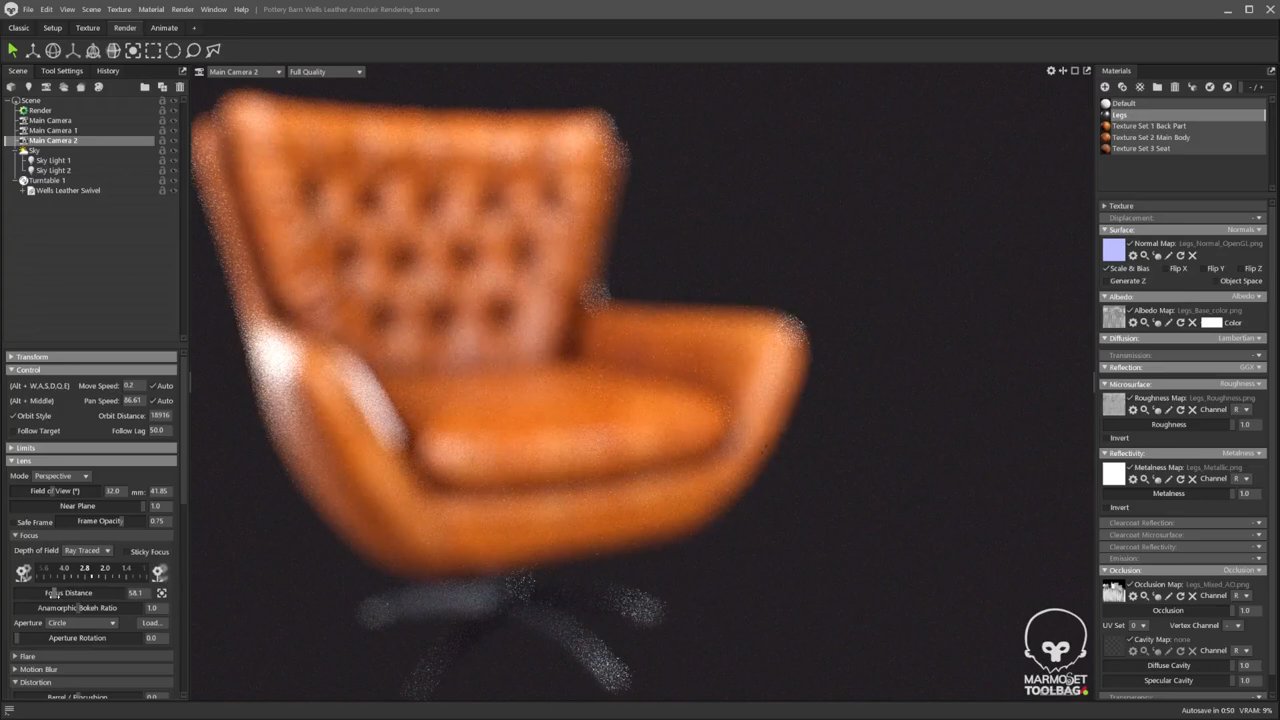 File Edit View Scene Texture Material Render Window Help Pottery Barn Wells Leather Armchair Rendering.tbscene
Classic Setup Texture Render Animate +
Scene Tool Settings History
Main Camera 2 Full Quality
Materials
Scene
Render
Main Camera
Main Camera 1
Main Camera 2
Sky
Sky Light 1
Sky Light 2
Turntable 1
Wells Leather Swivel
Transform
Control
(Alt + W,A,S,D,Q,E) Move Speed: 0.2 Auto
(Alt + Middle) Pan Speed: 86.61 Auto
Orbit Style Orbit Distance: 18916
Follow Target Follow Lag 50.0
Limits
Lens
Mode Perspective
Field of View (°) 32.0 mm: 41.85
Near Plane 1.0
Safe Frame Frame Opacity 0.75
Focus
Depth of Field Ray Traced Sticky Focus
5.6 4.0 2.8 2.0 1.4 1
Focus Distance 58.1
Anamorphic Bokeh Ratio 1.0
Aperture Circle Load...
Aperture Rotation 0.0
Flare
Motion Blur
Distortion
Barrel / Pincushion 0.0
MARMOSET
TOOLBAG
- / +
Default
Legs
Texture Set 1 Back Part
Texture Set 2 Main Body
Texture Set 3 Seat
Texture
Displacement:
Surface: Normals
Normal Map: Legs_Normal_OpenGL.png
Scale & Bias Flip X Flip Y Flip Z
Generate Z Object Space
Albedo: Albedo
Albedo Map: Legs_Base_color.png
Color
Diffusion: Lambertian
Transmission:
Reflection: GGX
Microsurface: Roughness
Roughness Map: Legs_Roughness.png
Channel R
Roughness 1.0
Invert
Reflectivity: Metalness
Metalness Map: Legs_Metallic.png
Channel R
Metalness 1.0
Invert
Clearcoat Reflection:
Clearcoat Microsurface:
Clearcoat Reflectivity:
Emission:
Occlusion: Occlusion
Occlusion Map: Legs_Mixed_AO.png
Channel R
Occlusion 1.0
UV Set 0 Vertex Channel -
Cavity Map: none
Channel R
Diffuse Cavity 1.0
Specular Cavity 1.0
Transparency:
Autosave in 0:50 VRAM: 9%